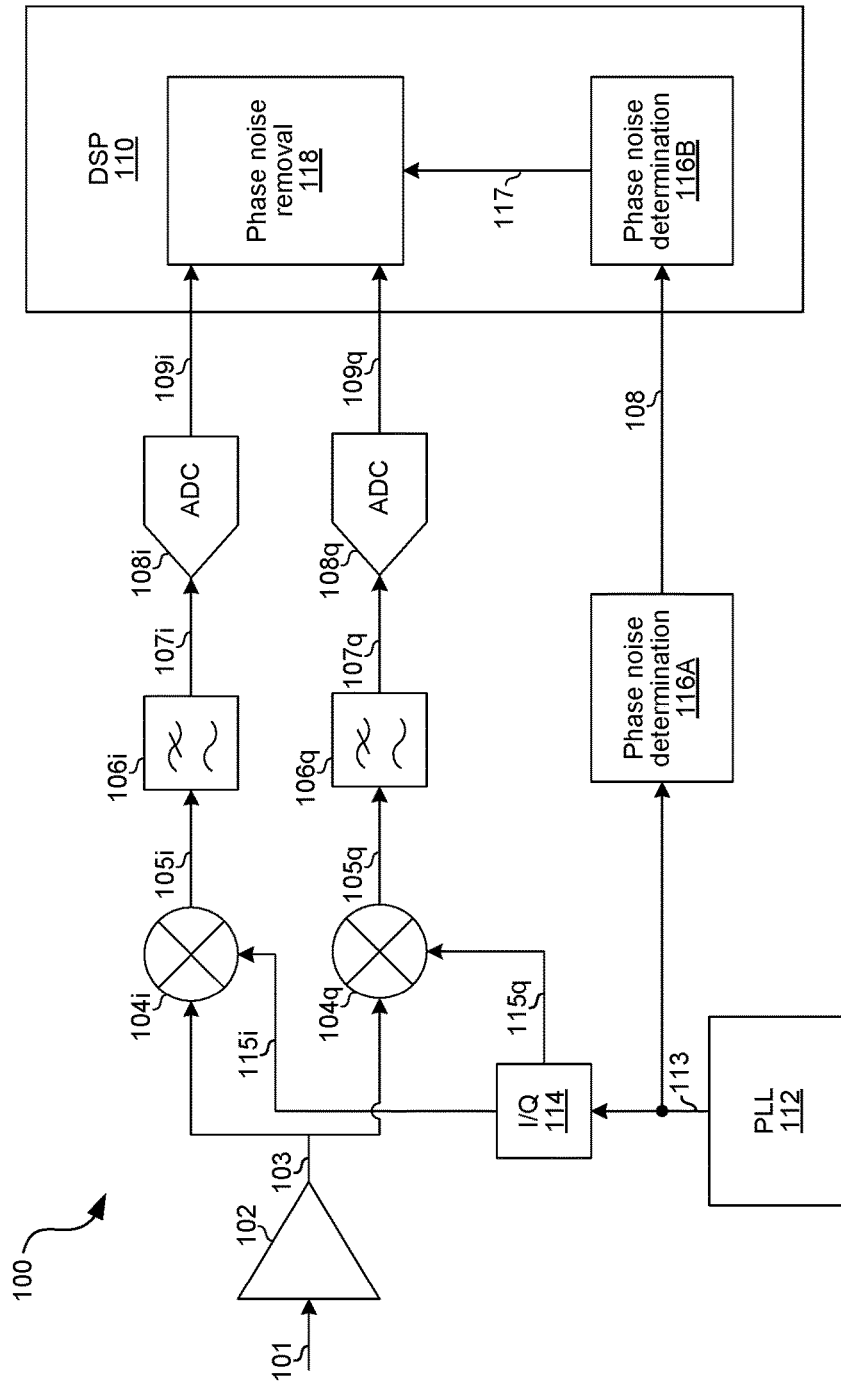 100
101
102
103
104i
105i
106i
107i
108i
ADC
109i
115i
104q
105q
106q
107q
108q
ADC
109q
115q
I/Q
114
113
PLL
112
Phase noise
determination
116A
108
DSP
110
Phase noise
removal
118
117
Phase noise
determination
116B